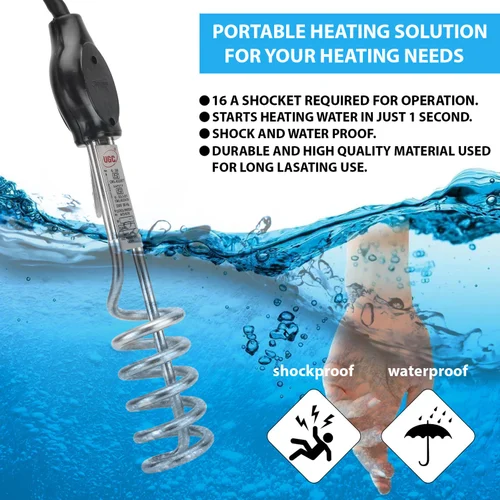 PORTABLE HEATING SOLUTION
FOR YOUR HEATING NEEDS
● 16 A SHOCKET REQUIRED FOR OPERATION.
● STARTS HEATING WATER IN JUST 1 SECOND.
● SHOCK AND WATER PROOF.
● DURABLE AND HIGH QUALITY MATERIAL USED
FOR LONG LASATING USE.
UGC
shockproof
waterproof